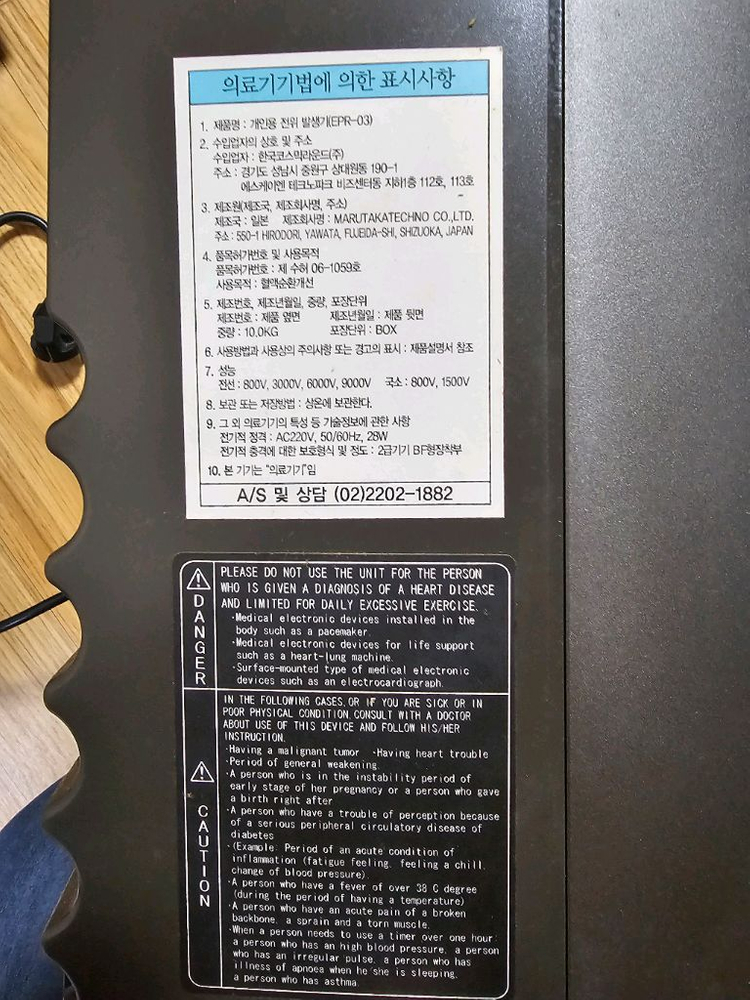 의료기기법에 의한 표시사항
1. 제품명 : 개인용 전위 발생기(EPR-03)
2. 수입업자의 상호 및 주소
수입업자 : 한국코스믹라운드(주)
주소 : 경기도 성남시 중원구 상대원동 190-1
에스케이엔 테크노파크 비즈센터동 지하1층 112호, 113호
3. 제조원(제조국, 제조회사명, 주소)
제조국 : 일본 제조회사명 : MARUTAKATECHNO CO.,LTD.
주소 : 550-1 HIRODORI, YAWATA, FUJEIDA-SHI, SHIZUOKA, JAPAN
4. 품목허가번호 및 사용목적
품목허가번호 : 제 수허 06-1059호
사용목적 : 혈액순환개선
5. 제조번호, 제조년월일, 중량, 포장단위
제조번호 : 제품 옆면 제조년월일 : 제품 뒷면
중량 : 10.0KG 포장단위 : BOX
6. 사용방법과 사용상의 주의사항 또는 경고의 표시 : 제품설명서 참조
7. 성능
전신 : 800V, 3000V, 6000V, 9000V 국소 : 800V, 1500V
8. 보관 또는 저장방법 : 상온에 보관한다.
9. 그 외 의료기기의 특성 등 기술정보에 관한 사항
전기적 정격 : AC220V, 50/60Hz, 28W
전기적 충격에 대한 보호형식 및 정도 : 2급기기 BF형장착부
10. 본 기기는 "의료기기"임
A/S 및 상담 (02)2202-1882
DANGER
PLEASE DO NOT USE THE UNIT FOR THE PERSON
WHO IS GIVEN A DIAGNOSIS OF A HEART DISEASE
AND LIMITED FOR DAILY EXCESSIVE EXERCISE.
·Medical electronic devices installed in the
body such as a pacemaker.
·Medical electronic devices for life support
such as a heart-lung machine.
·Surface-mounted type of medical electronic
devices such as an electrocardiograph.
CAUTION
IN THE FOLLOWING CASES, OR IF YOU ARE SICK OR IN
POOR PHYSICAL CONDITION, CONSULT WITH A DOCTOR
ABOUT USE OF THIS DEVICE AND FOLLOW HIS/HER
INSTRUCTION.
·Having a malignant tumor ·Having heart trouble
·Period of general weakening.
·A person who is in the instability period of
early stage of her pregnancy or a person who gave
a birth right after
·A person who have a trouble of perception because
of a serious peripheral circulatory disease of
diabetes
·(Example: Period of an acute condition of
inflammation (fatigue feeling, feeling a chill,
change of blood pressure).
·A person who have a fever of over 38 C degree
(during the period of having a temperature)
·A person who have an acute pain of a broken
backbone, a sprain and a torn muscle.
·When a person needs to use a timer over one hour:
a person who has an high blood pressure, a person
who has an irregular pulse, a person who has
illness of apnoea when he/she is sleeping,
a person who has asthma.